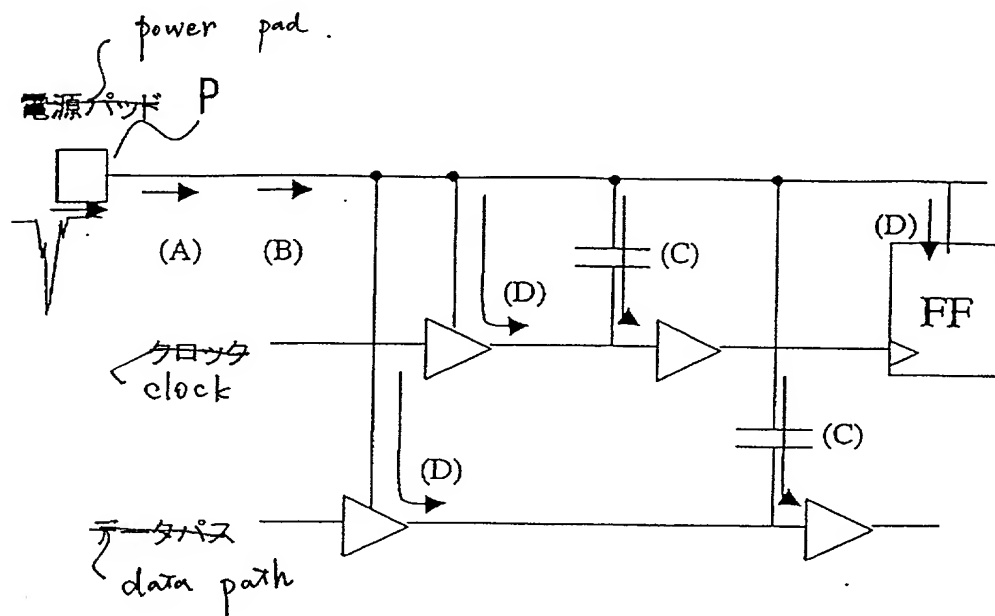 power pad.
電源パッド P
(A) (B) (D) (C) (D)
FF
クロック
clock
(D) (C)
データパス
data path